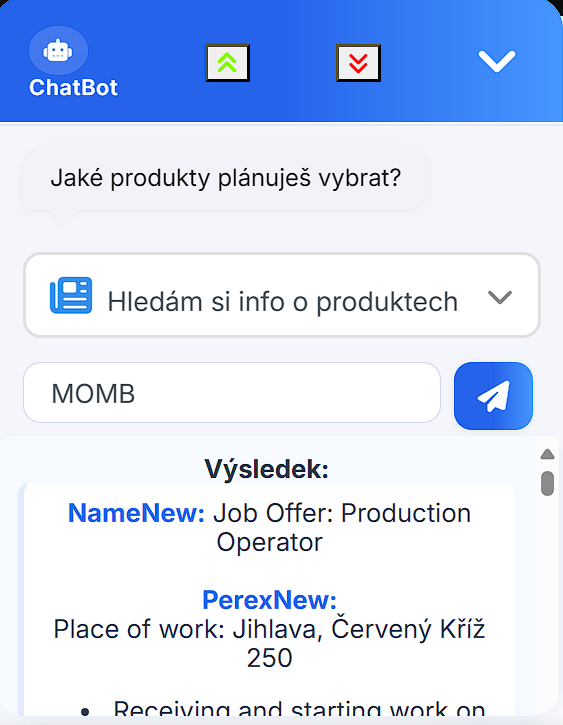 ChatBot
Jaké produkty plánuješ vybrat?
Hledám si info o produktech
MOMB
Výsledek:
NameNew: Job Offer: Production
Operator
PerexNew:
Place of work: Jihlava, Červený Kříž
250
• Receiving and starting work on